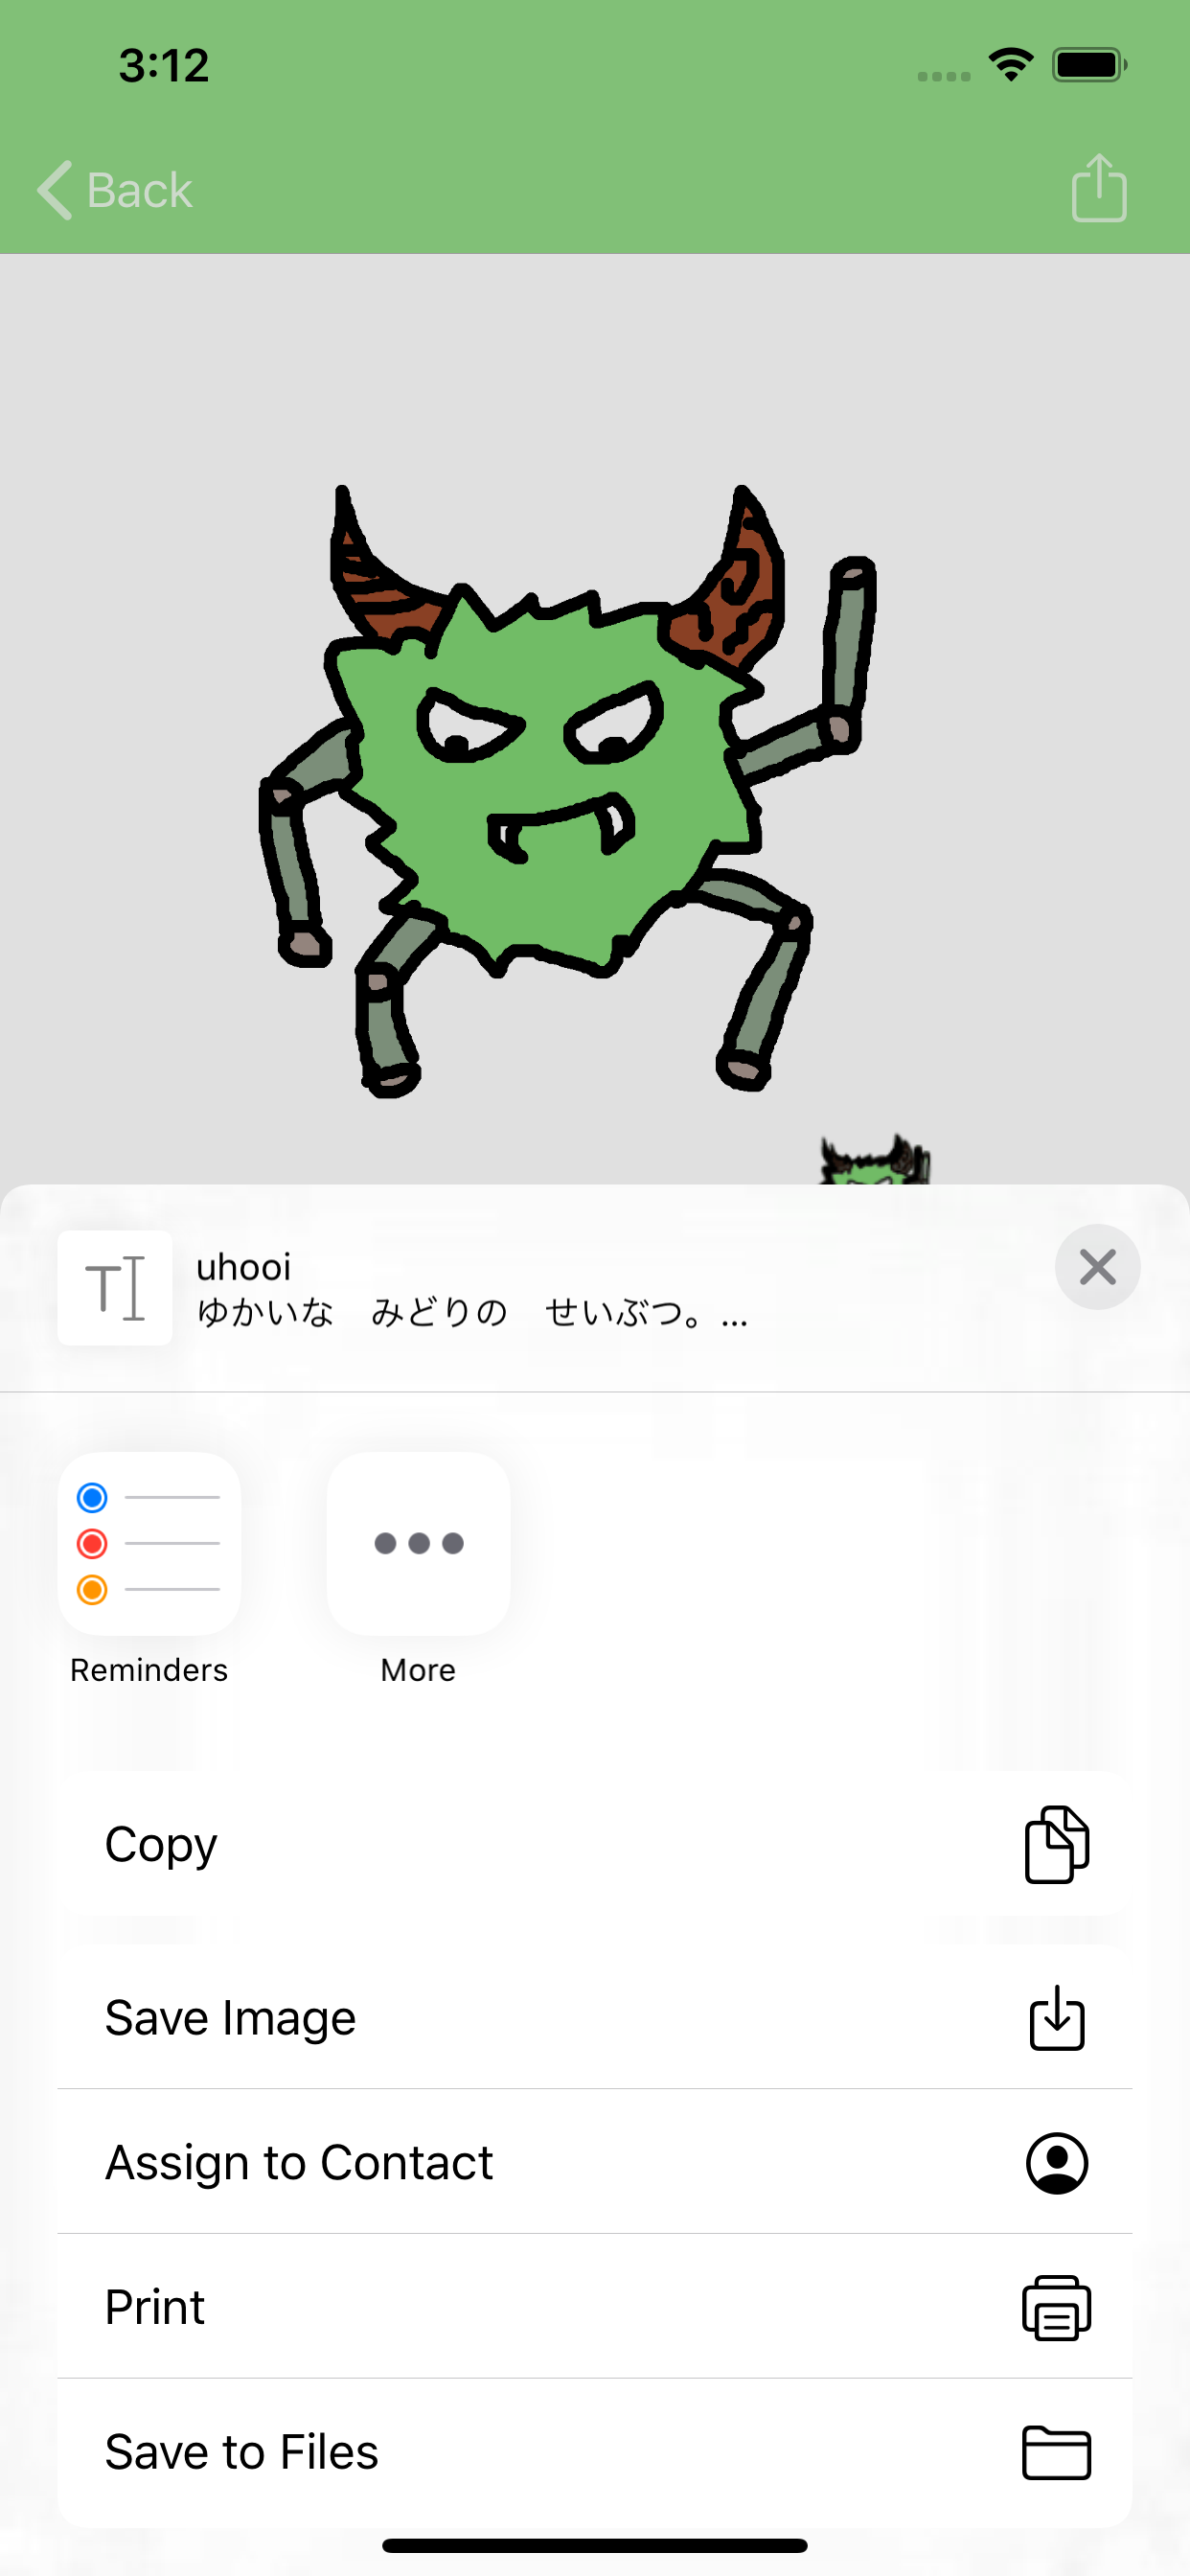 3:12
Back
uhooi
ゆかいな　みどりの　せいぶつ。...
Reminders
More
Copy
Save Image
Assign to Contact
Print
Save to Files